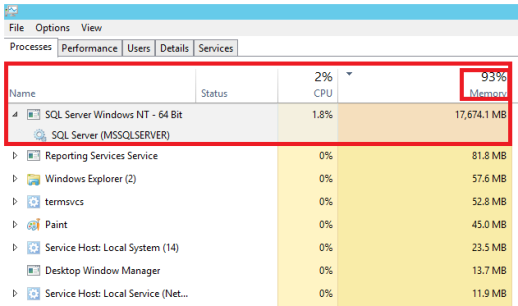 File Options View
Processes Performance Users Details Services
2% 93%
Name Status CPU Memory
SQL Server Windows NT - 64 Bit 1.8% 17,674.1 MB
SQL Server (MSSQLSERVER)
Reporting Services Service 0% 81.8 MB
Windows Explorer (2) 0% 57.6 MB
termsvcs 0% 52.8 MB
Paint 0% 45.0 MB
Service Host: Local System (14) 0% 23.5 MB
Desktop Window Manager 0% 13.7 MB
Service Host: Local Service (Net... 0% 11.9 MB